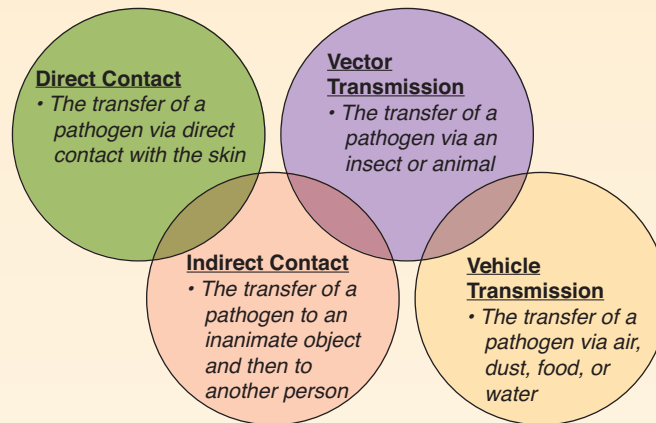 Direct Contact
• The transfer of a
pathogen via direct
contact with the skin
Vector
Transmission
• The transfer of a
pathogen via an
insect or animal
Indirect Contact
• The transfer of a
pathogen to an
inanimate object
and then to
another person
Vehicle
Transmission
• The transfer of a
pathogen via air,
dust, food, or
water